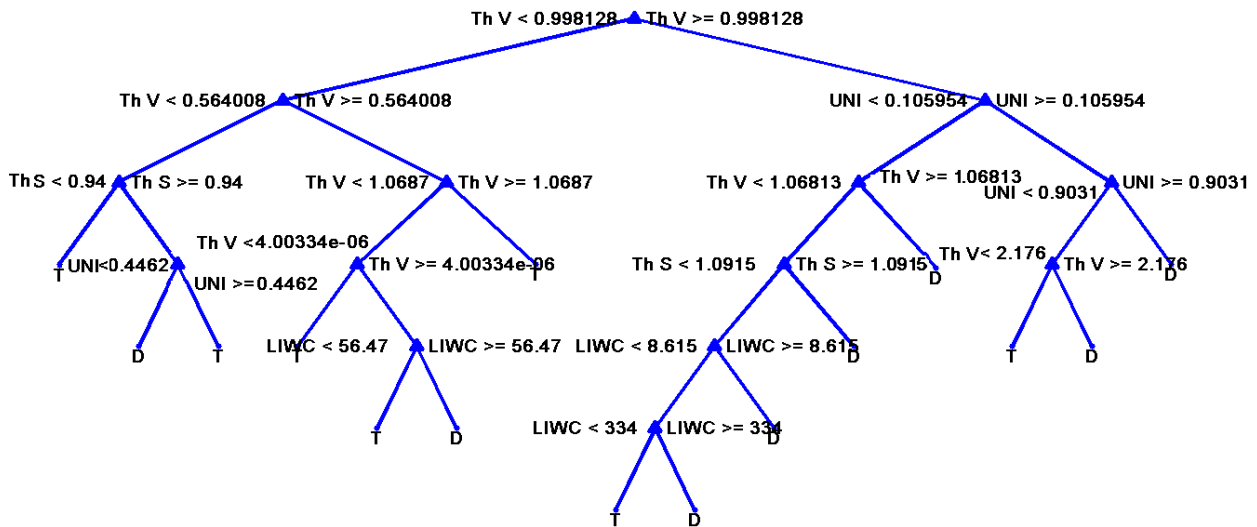 Th V < 0.998128 Th V >= 0.998128
Th V < 0.564008 Th V >= 0.564008 UNI < 0.105954 UNI >= 0.105954
Th S < 0.94 Th S >= 0.94 Th V < 1.0687 Th V >= 1.0687 Th V < 1.06813 Th V >= 1.06813 UNI < 0.9031 UNI >= 0.9031
T UNI<0.4462 UNI >=0.4462 Th V <4.00334e-06 Th V >= 4.00334e-06 T Th S < 1.0915 Th S >= 1.0915 D Th V< 2.176 Th V >= 2.176 D
D T T LIWC < 56.47 LIWC >= 56.47 LIWC < 8.615 LIWC >= 8.615 D T D
T D LIWC < 334 LIWC >= 334 D
T D